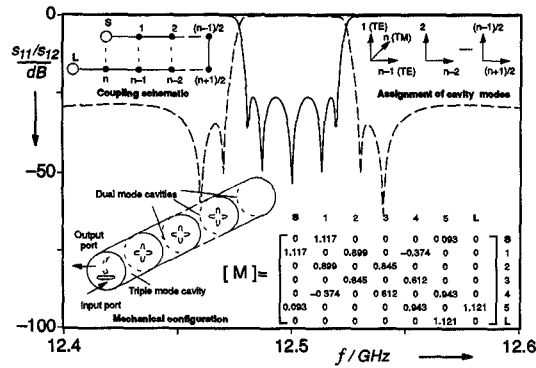 0
s11/s12
dB
−50
−100
12.4
12.5
12.6
f / GHz
S
1
2
(n−1)/2
L
n
n−1
n−2
(n+1)/2
Coupling schematic
1 (TE)
n (TM)
n−1 (TE)
2
n−2
(n−1)/2
(n+1)/2
Assignment of cavity modes
Dual mode cavities
Output port
Input port
Triple mode cavity
Mechanical configuration
[M]=
S 1 2 3 4 5 L
0 1.117 0 0 0 .093 0 S
1.117 0 0.899 0 −0.374 0 0 1
0 0.899 0 0.845 0 0 0 2
0 0 0.845 0 0.612 0 0 3
0 −0.374 0 0.612 0 0.943 0 4
0.093 0 0 0 0.943 0 1.121 5
0 0 0 0 0 1.121 0 L